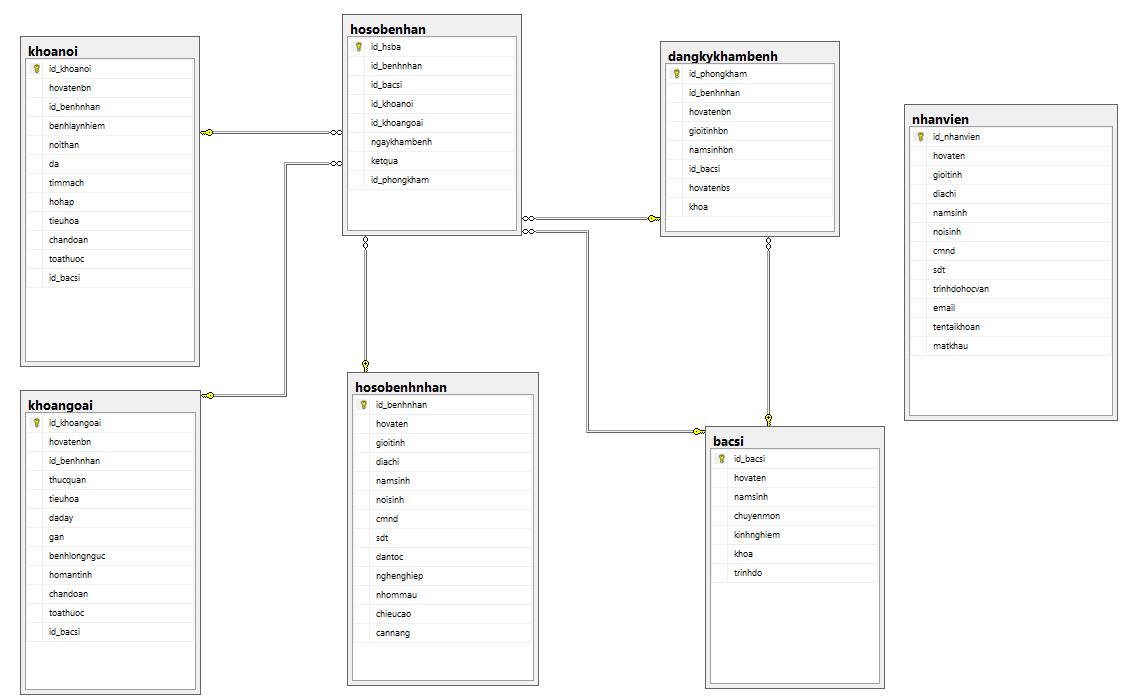 khoanoi
id_khoanoi
hovatenbn
id_benhnhan
benhlaynhiem
noithan
da
timmach
hohap
tieuhoa
chandoan
toathuoc
id_bacsi
hosobenhan
id_hsba
id_benhnhan
id_bacsi
id_khoanoi
id_khoangoai
ngaykhambenh
ketqua
id_phongkham
dangkykhambenh
id_phongkham
id_benhnhan
hovatenbn
gioitinhbn
namsinhbn
id_bacsi
hovatenbs
khoa
nhanvien
id_nhanvien
hovaten
gioitinh
diachi
namsinh
noisinh
cmnd
sdt
trinhdohocvan
email
tentaikhoan
matkhau
khoangoai
id_khoangoai
hovatenbn
id_benhnhan
thucquan
tieuhoa
daday
gan
benhlongnguc
homantinh
chandoan
toathuoc
id_bacsi
hosobenhnhan
id_benhnhan
hovaten
gioitinh
diachi
namsinh
noisinh
cmnd
sdt
dantoc
nghenghiep
nhommau
chieucao
cannang
bacsi
id_bacsi
hovaten
namsinh
chuyenmon
kinhnghiem
khoa
trinhdo